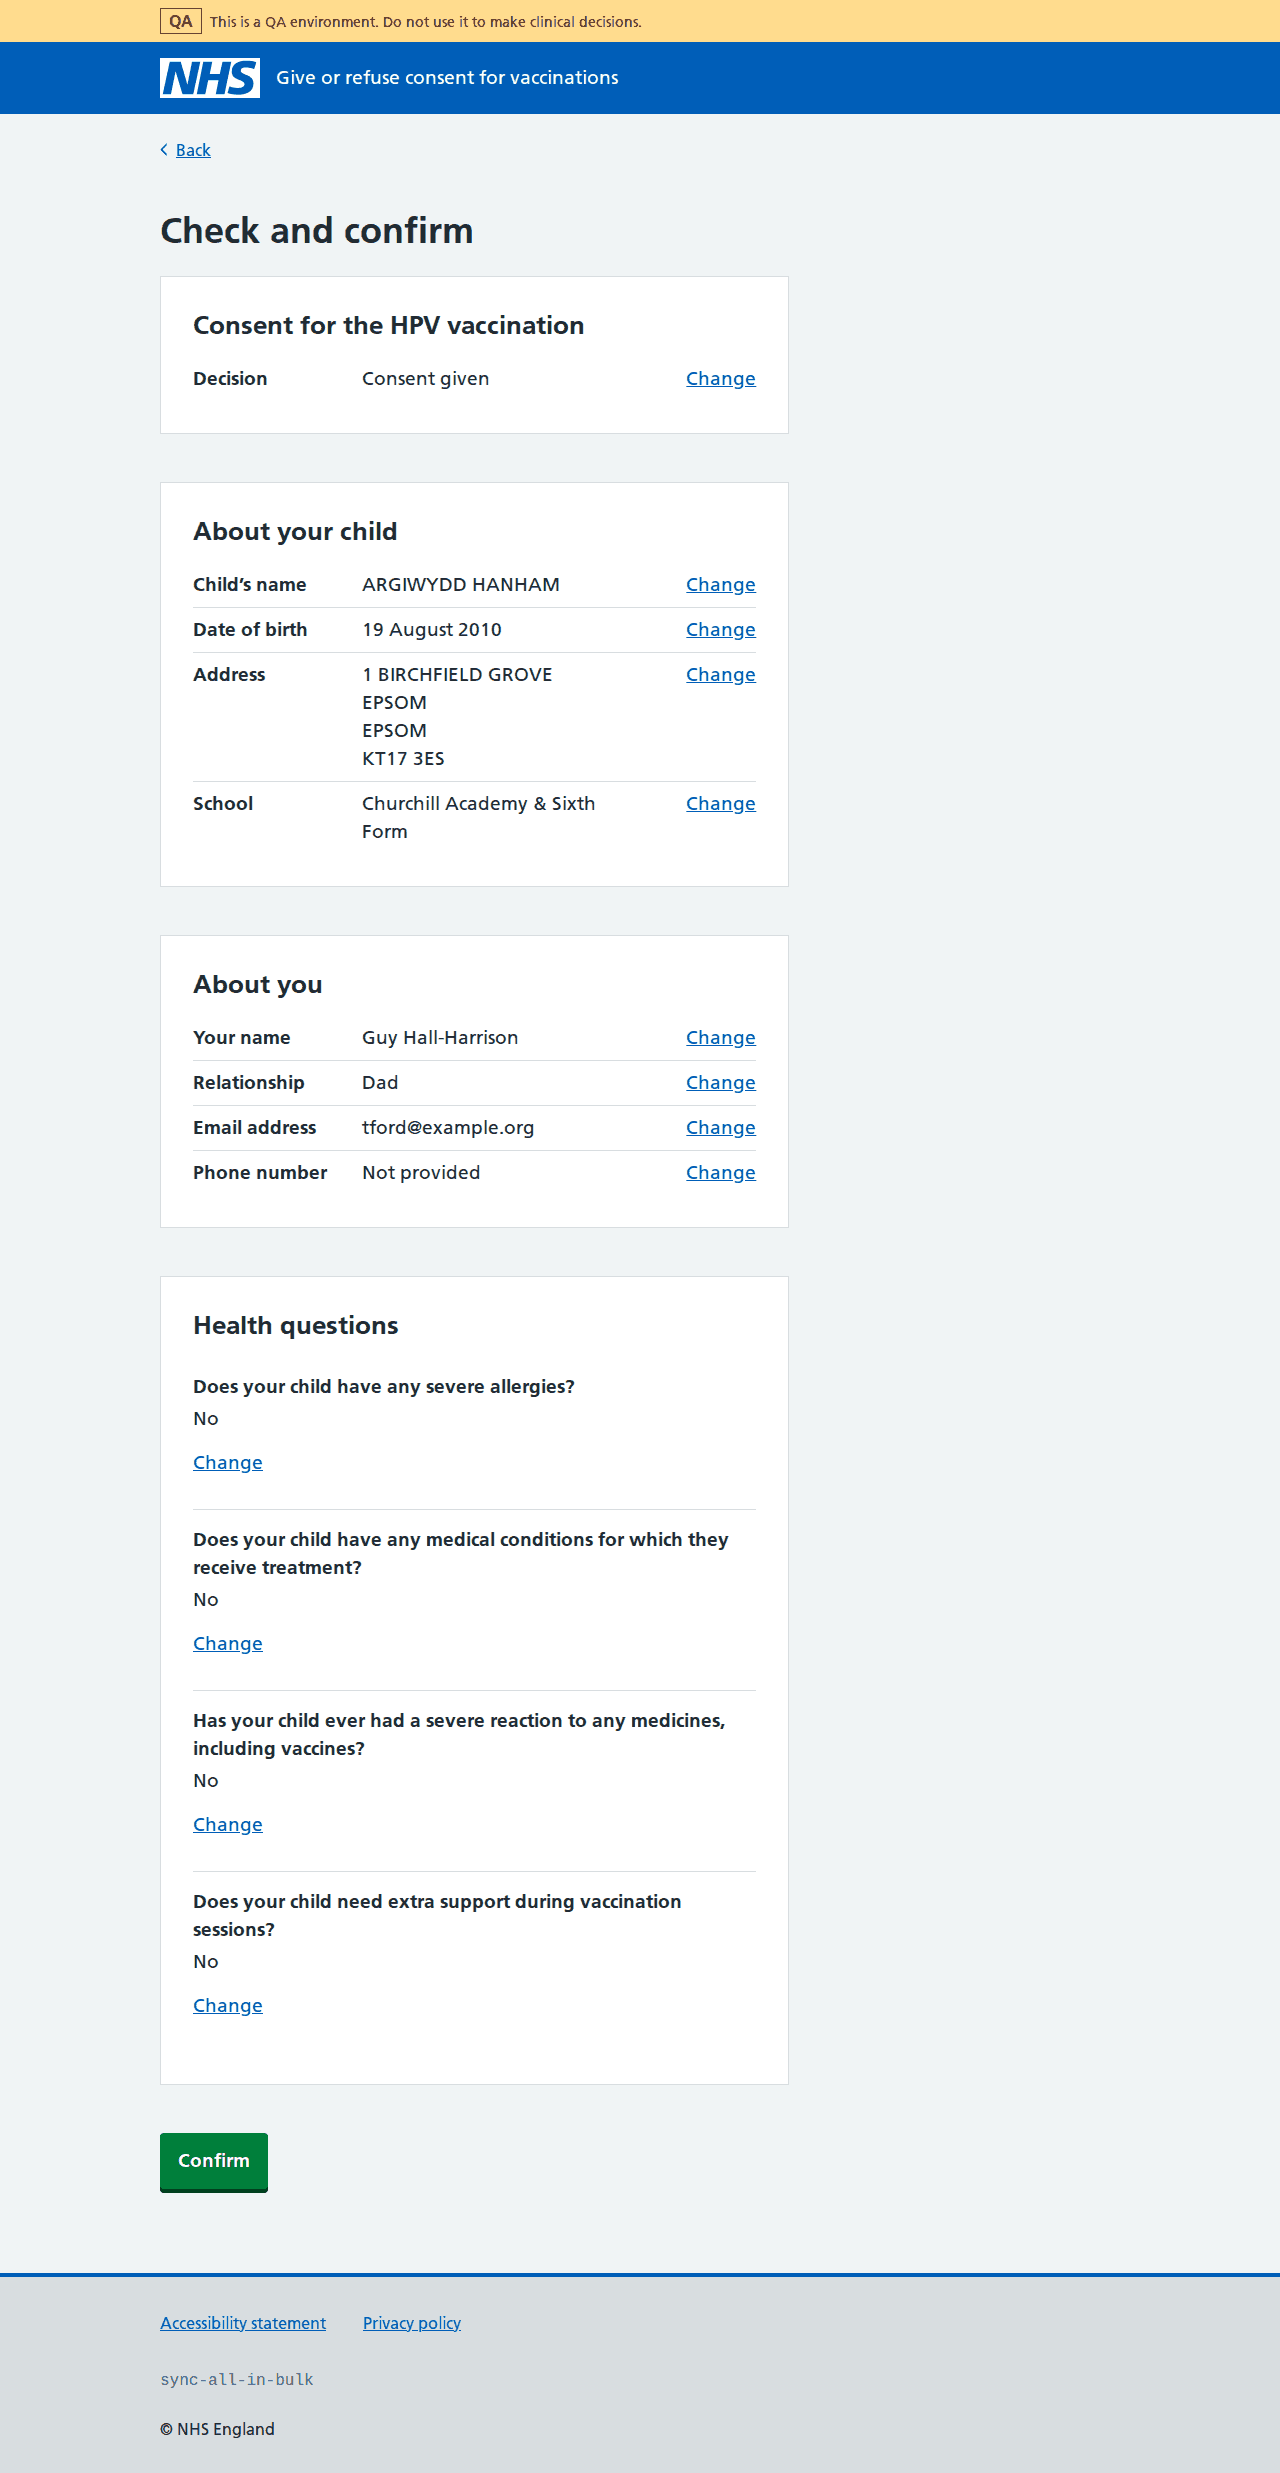 QA This is a QA environment. Do not use it to make clinical decisions.
NHS Give or refuse consent for vaccinations
Back
Check and confirm
Consent for the HPV vaccination
Decision Consent given Change
About your child
Child’s name ARGIWYDD HANHAM Change
Date of birth 19 August 2010 Change
Address 1 BIRCHFIELD GROVE Change
EPSOM
EPSOM
KT17 3ES
School Churchill Academy & Sixth Change
Form
About you
Your name Guy Hall-Harrison Change
Relationship Dad Change
Email address tford@example.org Change
Phone number Not provided Change
Health questions
Does your child have any severe allergies?
No
Change
Does your child have any medical conditions for which they
receive treatment?
No
Change
Has your child ever had a severe reaction to any medicines,
including vaccines?
No
Change
Does your child need extra support during vaccination
sessions?
No
Change
Confirm
Accessibility statement Privacy policy
sync-all-in-bulk
© NHS England